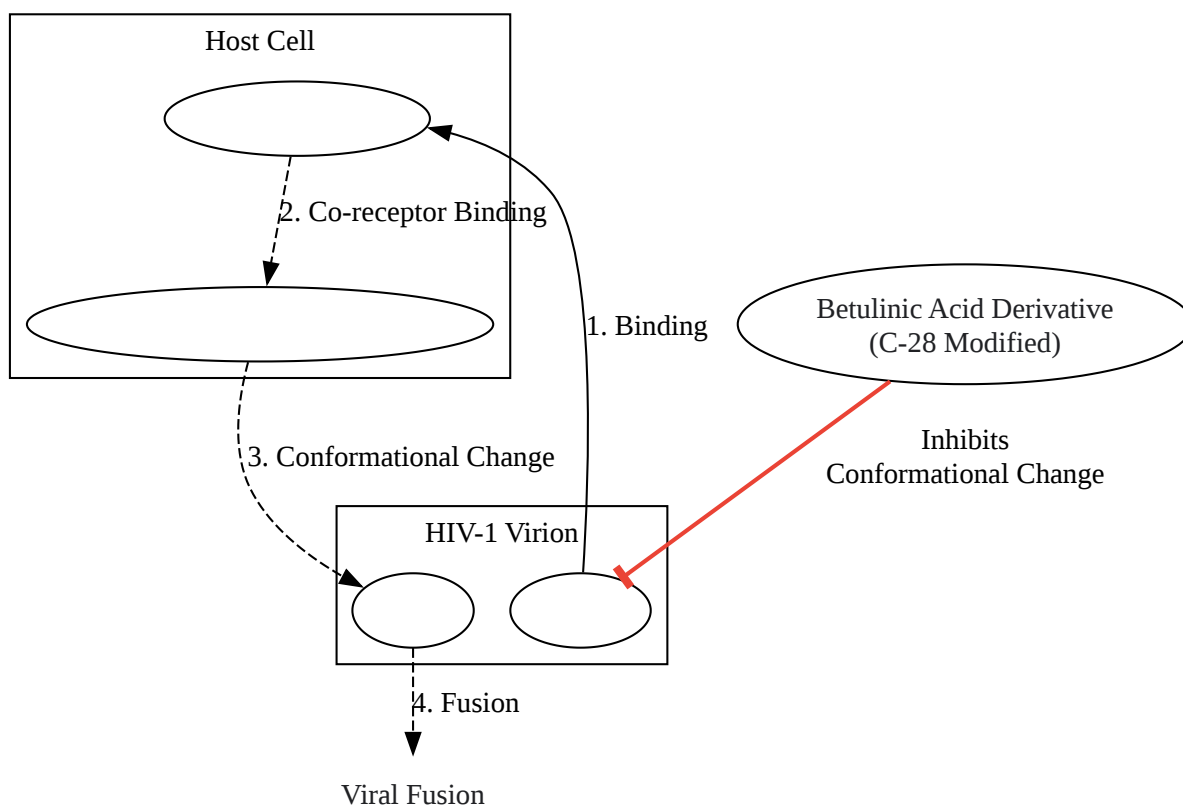 Host Cell
2. Co-receptor Binding
1. Binding
Betulinic Acid Derivative
(C-28 Modified)
3. Conformational Change
Inhibits
Conformational Change
HIV-1 Virion
4. Fusion
Viral Fusion